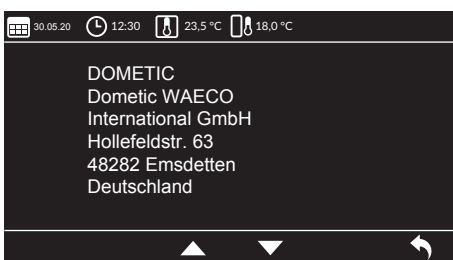 30.05.20 12:30 23,5 °C 18,0 °C
DOMETIC
Dometic WAECO
International GmbH
Hollefeldstr. 63
48282 Emsdetten
Deutschland